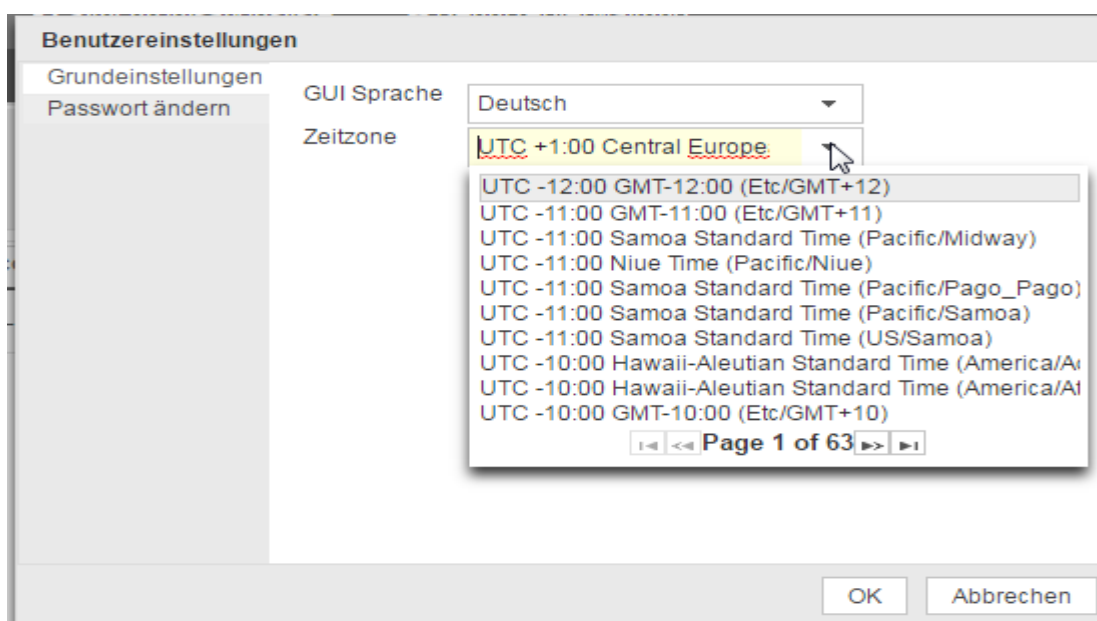 Benutzereinstellungen
Grundeinstellungen
Passwort ändern
GUI Sprache
Deutsch
Zeitzone
UTC +1:00 Central Europe
UTC -12:00 GMT-12:00 (Etc/GMT+12)
UTC -11:00 GMT-11:00 (Etc/GMT+11)
UTC -11:00 Samoa Standard Time (Pacific/Midway)
UTC -11:00 Niue Time (Pacific/Niue)
UTC -11:00 Samoa Standard Time (Pacific/Pago_Pago)
UTC -11:00 Samoa Standard Time (Pacific/Samoa)
UTC -11:00 Samoa Standard Time (US/Samoa)
UTC -10:00 Hawaii-Aleutian Standard Time (America/A
UTC -10:00 Hawaii-Aleutian Standard Time (America/A
UTC -10:00 GMT-10:00 (Etc/GMT+10)
Page 1 of 63
OK
Abbrechen